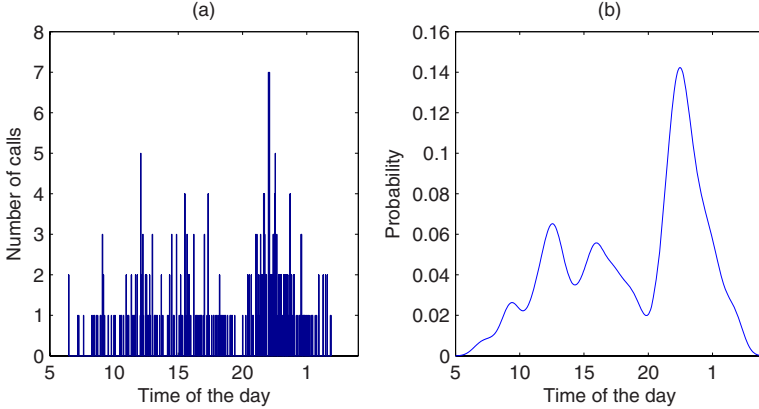 (a)
8
7
6
5
4
3
2
1
0
Number of calls
5 10 15 20 1
Time of the day
(b)
0.16
0.14
0.12
0.1
0.08
0.06
0.04
0.02
0
Probability
5 10 15 20 1
Time of the day